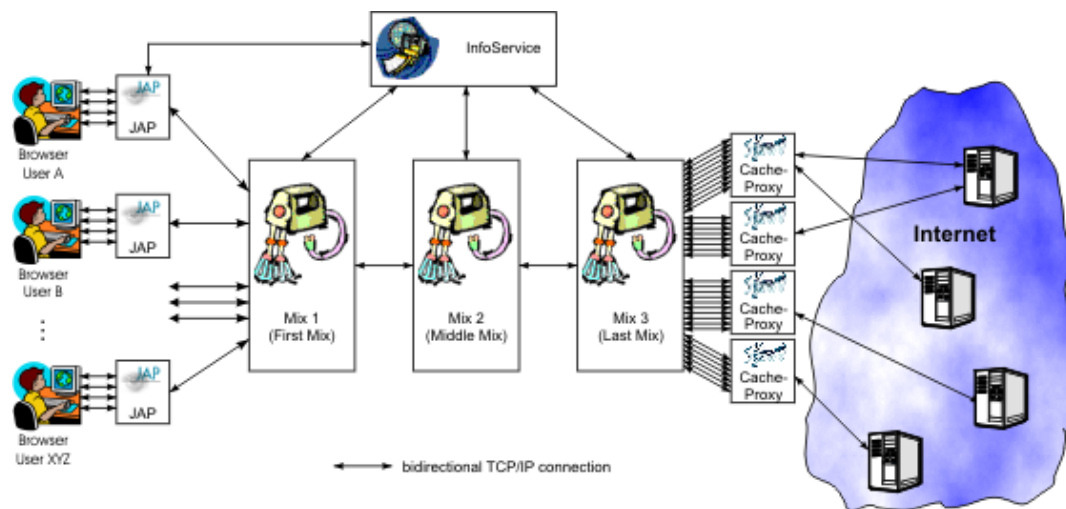 InfoService
JAP
JAP
Browser
User A
JAP
JAP
Browser
User B
JAP
JAP
Browser
User XYZ
Mix 1
(First Mix)
Mix 2
(Middle Mix)
Mix 3
(Last Mix)
Cache-
Proxy
Cache-
Proxy
Cache-
Proxy
Cache-
Proxy
Internet
bidirectional TCP/IP connection